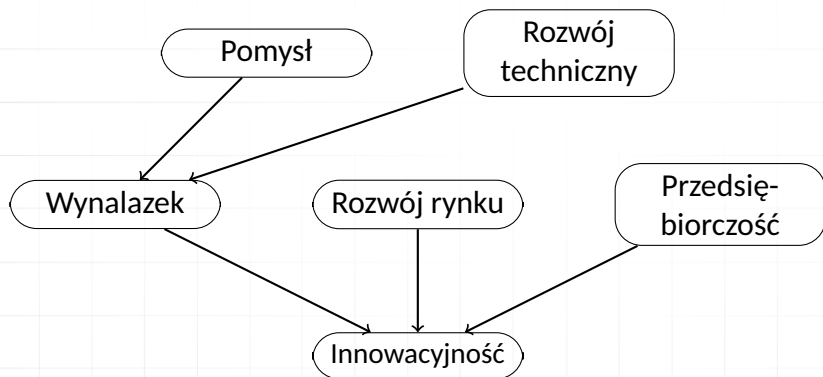 Pomysł
Rozwój
techniczny
Wynalazek
Rozwój rynku
Przedsię-
biorczość
Innowacyjność